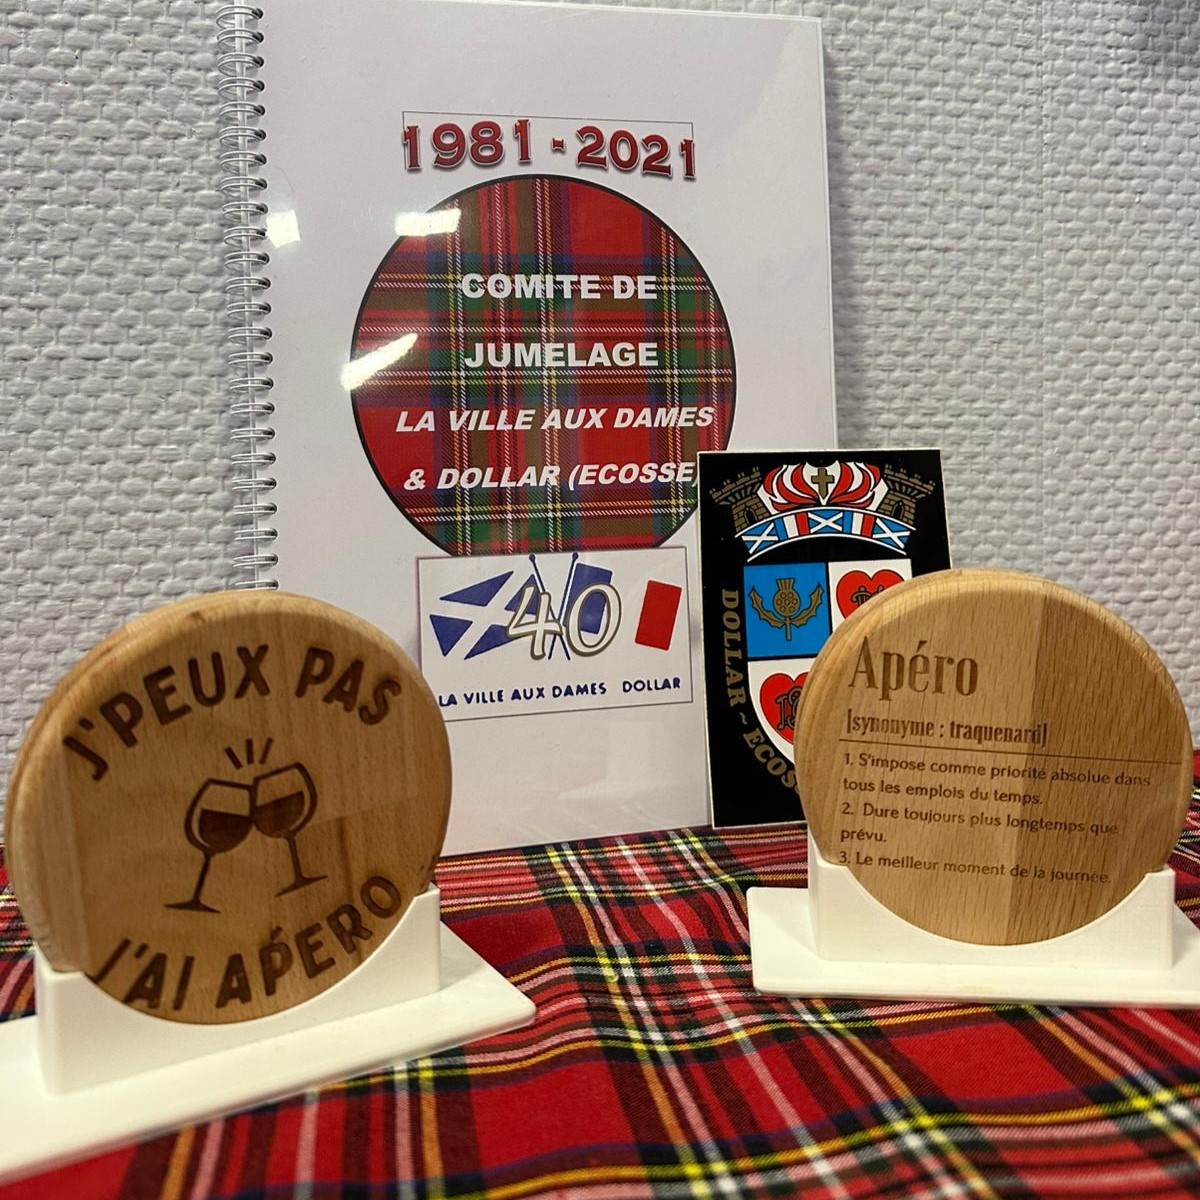 1981 - 2021
COMITE DE
JUMELAGE
LA VILLE AUX DAMES
& DOLLAR (ECOSSE)
40
LA VILLE AUX DAMES DOLLAR
DOLLAR ~ ECOS
J'PEUX PAS
J'AI APÉRO
Apéro
[synonyme : traquenard]
1. S'impose comme priorité absolue dans
tous les emplois du temps.
2. Dure toujours plus longtemps que
prévu.
3. Le meilleur moment de la journée.